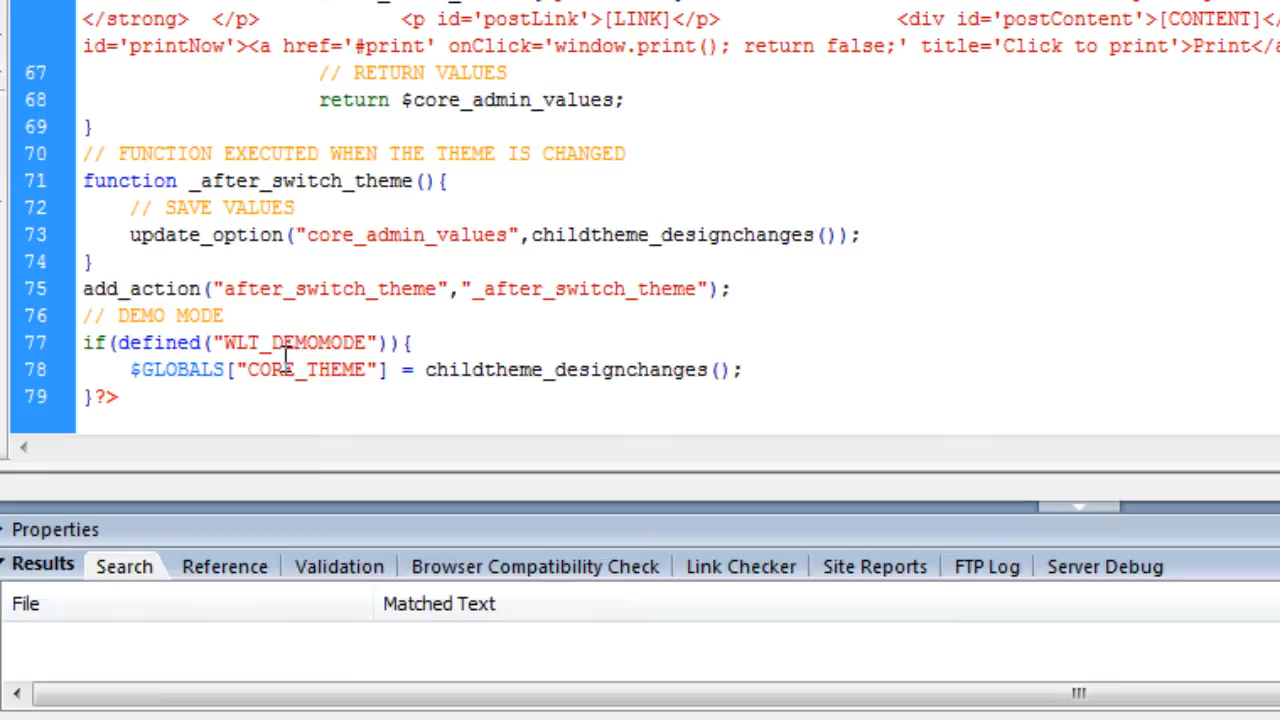 </strong>  </p>            <p id='postLink'>[LINK]</p>               <div id='postContent'>[CONTENT]</
id='printNow'><a href='#print' onClick='window.print(); return false;' title='Click to print'>Print</a
67 // RETURN VALUES
68 return $core_admin_values;
69 }
70 // FUNCTION EXECUTED WHEN THE THEME IS CHANGED
71 function _after_switch_theme(){
72 // SAVE VALUES
73 update_option("core_admin_values",childtheme_designchanges());
74 }
75 add_action("after_switch_theme","_after_switch_theme");
76 // DEMO MODE
77 if(defined("WLT_DEMOMODE")){
78 $GLOBALS["CORE_THEME"] = childtheme_designchanges();
79 }?>
Properties
Results Search Reference Validation Browser Compatibility Check Link Checker Site Reports FTP Log Server Debug
File Matched Text